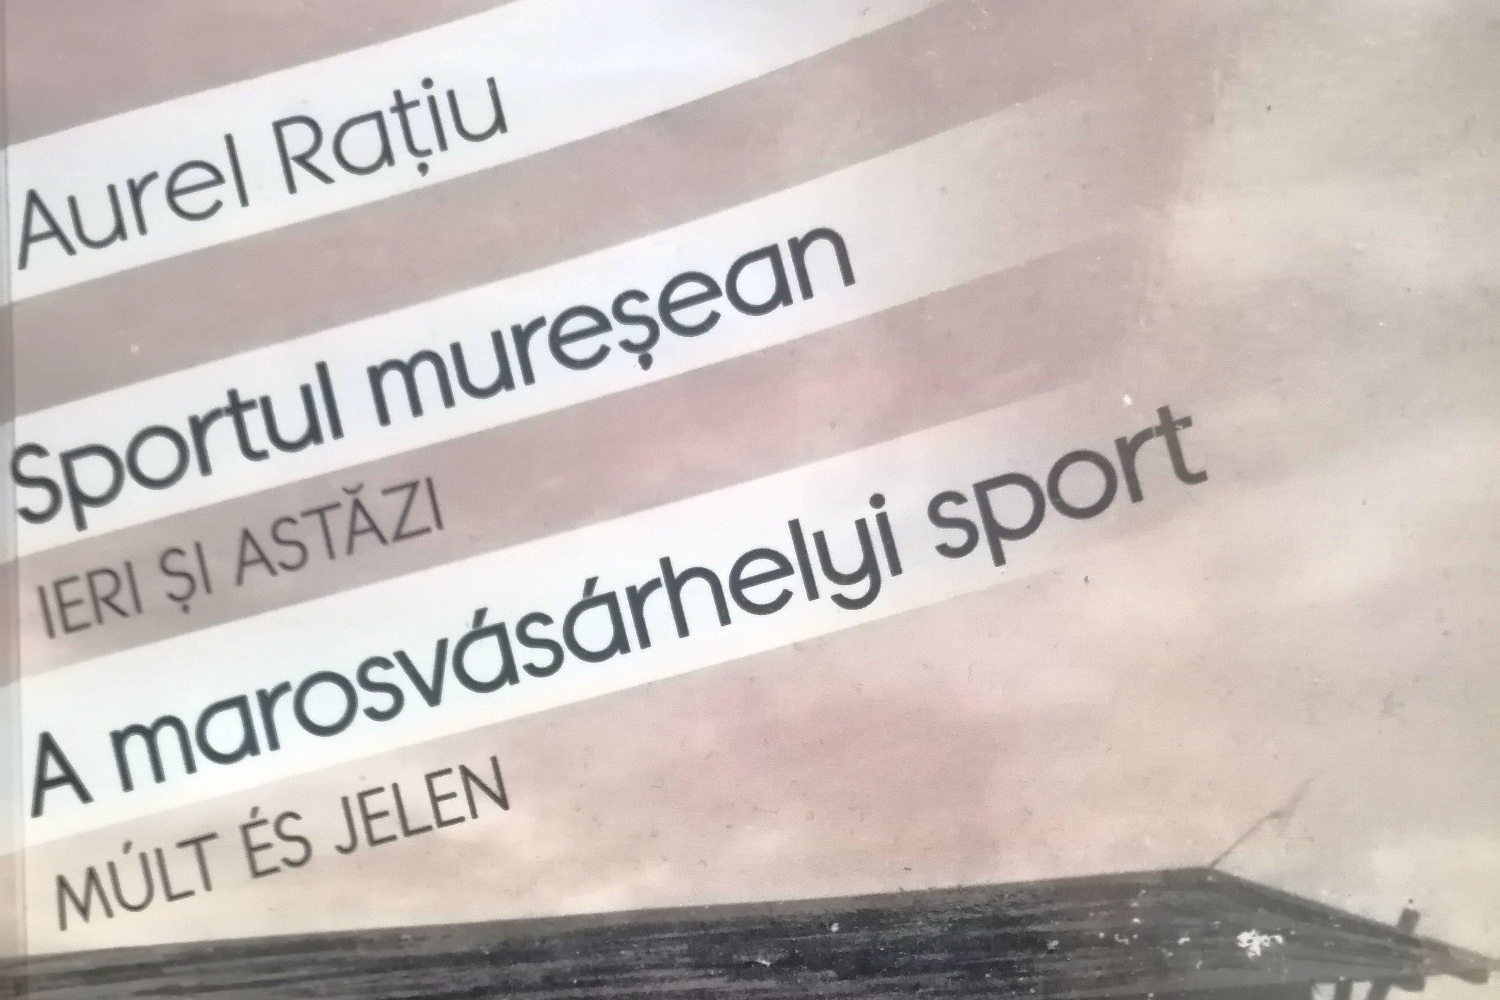 Aurel Rațiu
Sportul mureșean
IERI ȘI ASTĂZI
A marosvásárhelyi sport
MÚLT ÉS JELEN